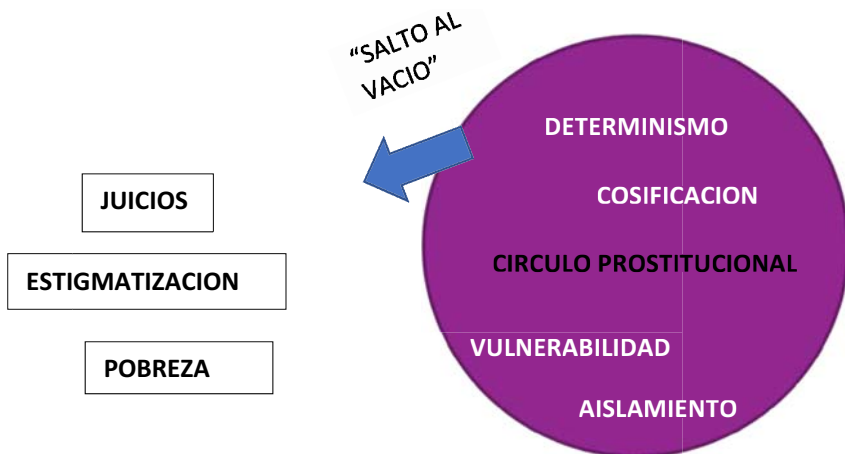 “SALTO AL
VACIO”
DETERMINISMO
COSIFICACION
CIRCULO PROSTITUCIONAL
VULNERABILIDAD
AISLAMIENTO
JUICIOS
ESTIGMATIZACION
POBREZA